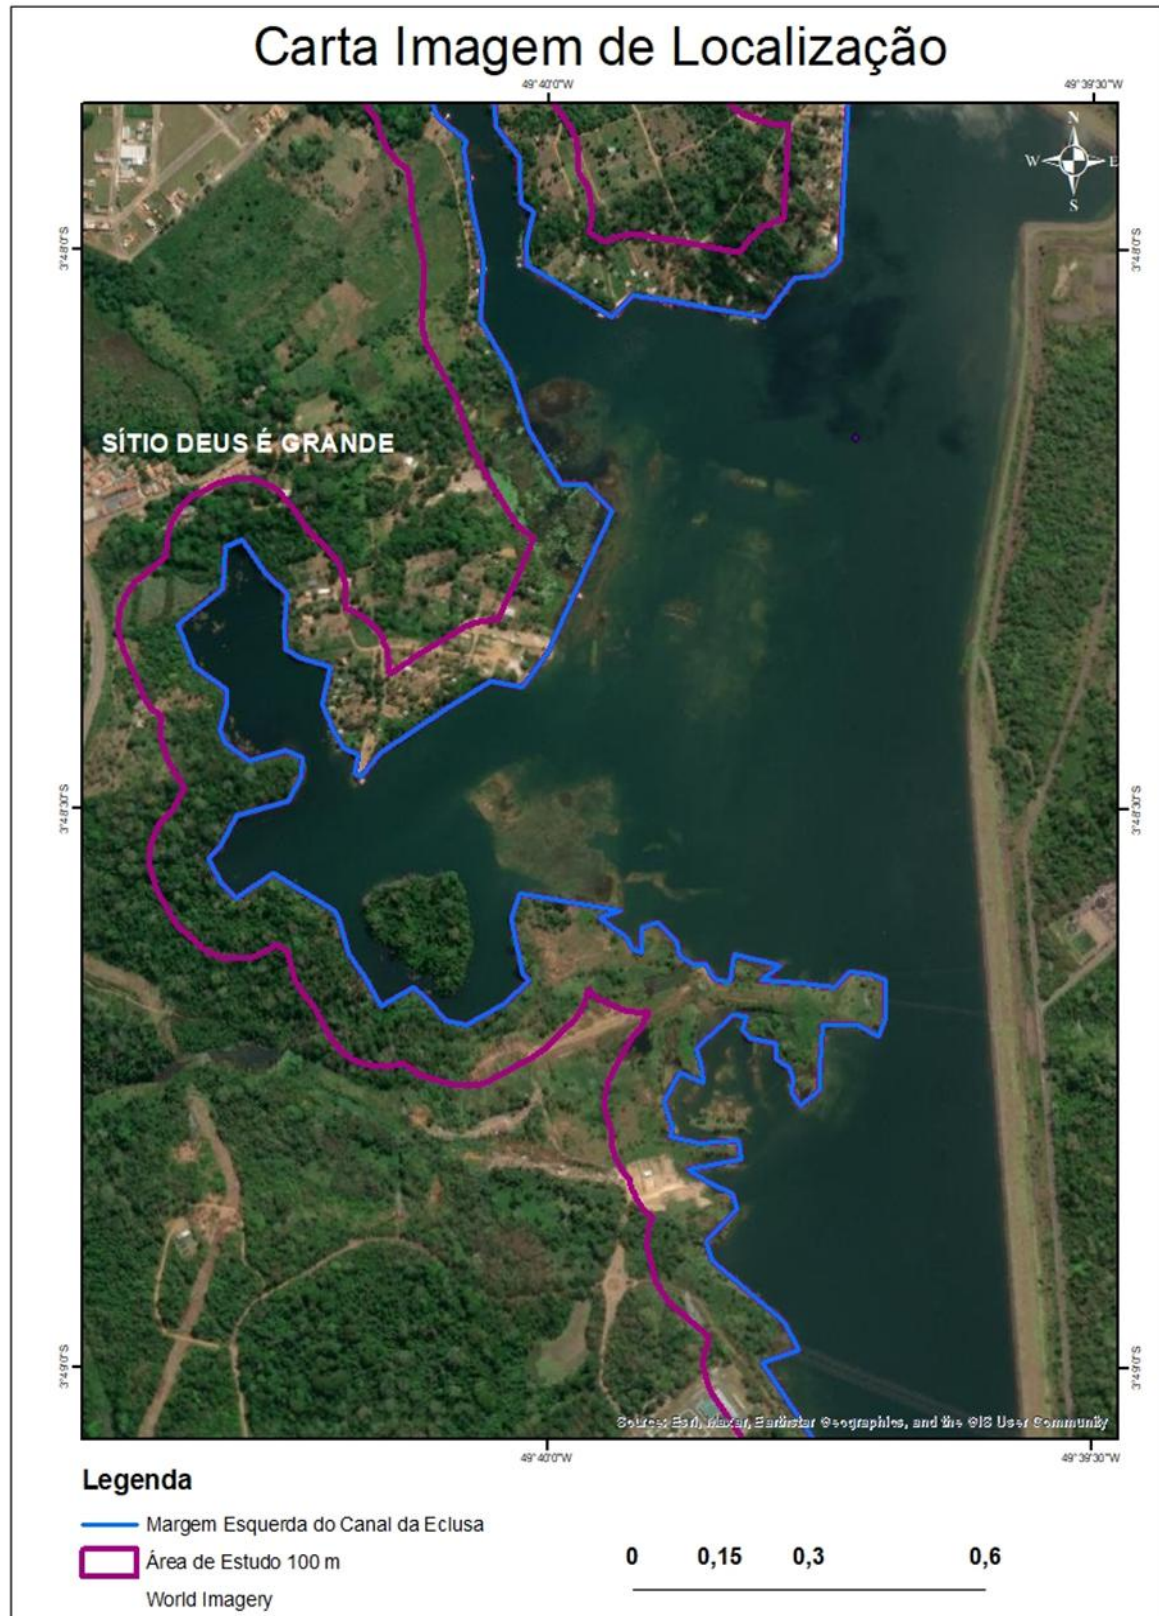 Carta Imagem de Localização
49°40'0"W
49°39'30"W
N
W E
S
3°48'0"S
3°48'0"S
SÍTIO DEUS É GRANDE
3°48'30"S
3°48'30"S
3°49'0"S
3°49'0"S
Source: Esri, Maxar, Earthstar Geographics, and the GIS User Community
49°40'0"W
49°39'30"W
Legenda
Margem Esquerda do Canal da Eclusa
Área de Estudo 100 m
World Imagery
0 0,15 0,3 0,6